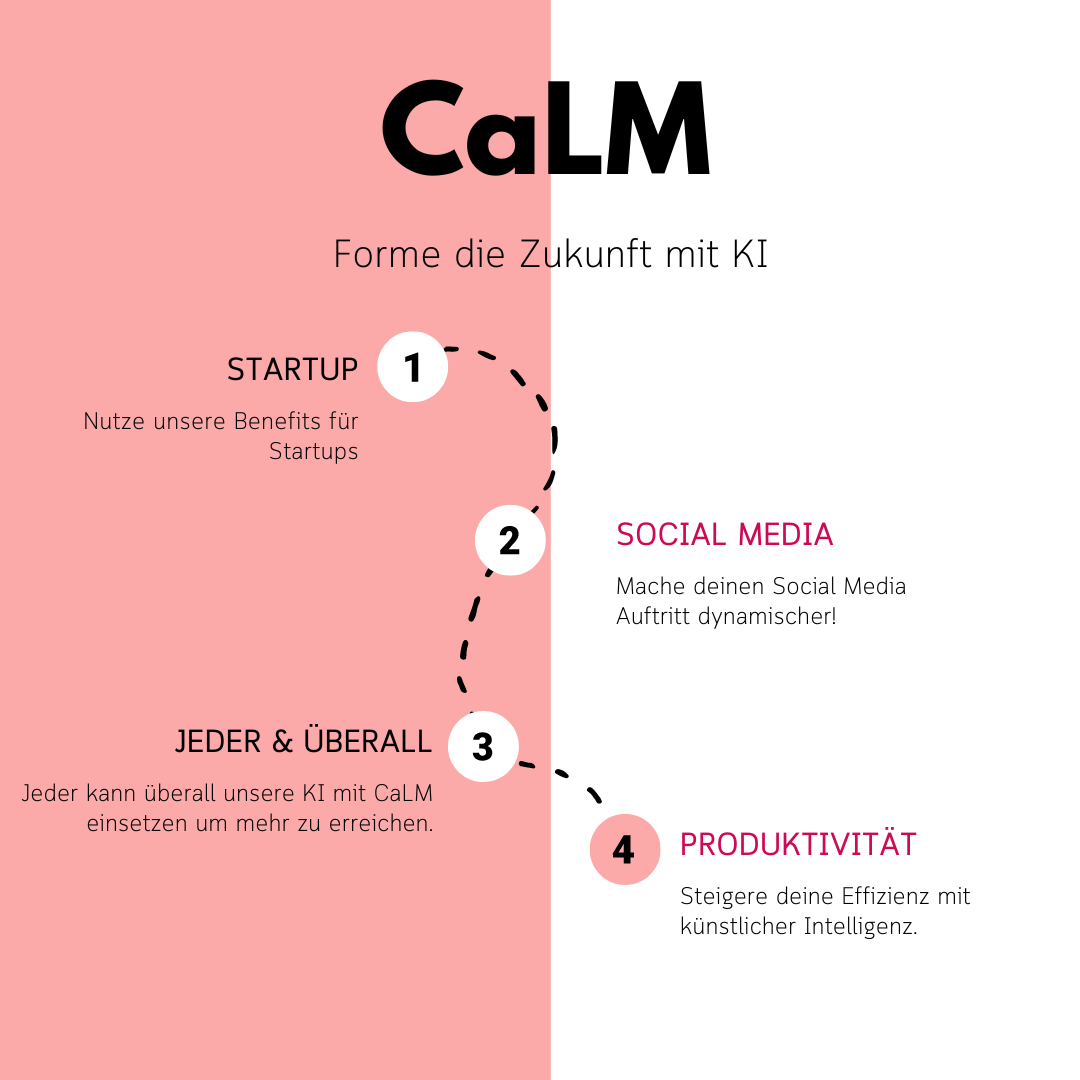 CaLM
Forme die Zukunft mit KI
1
STARTUP
Nutze unsere Benefits für
Startups
2
SOCIAL MEDIA
Mache deinen Social Media
Auftritt dynamischer!
3
JEDER & ÜBERALL
Jeder kann überall unsere KI mit CaLM
einsetzen um mehr zu erreichen.
4
PRODUKTIVITÄT
Steigere deine Effizienz mit
künstlicher Intelligenz.